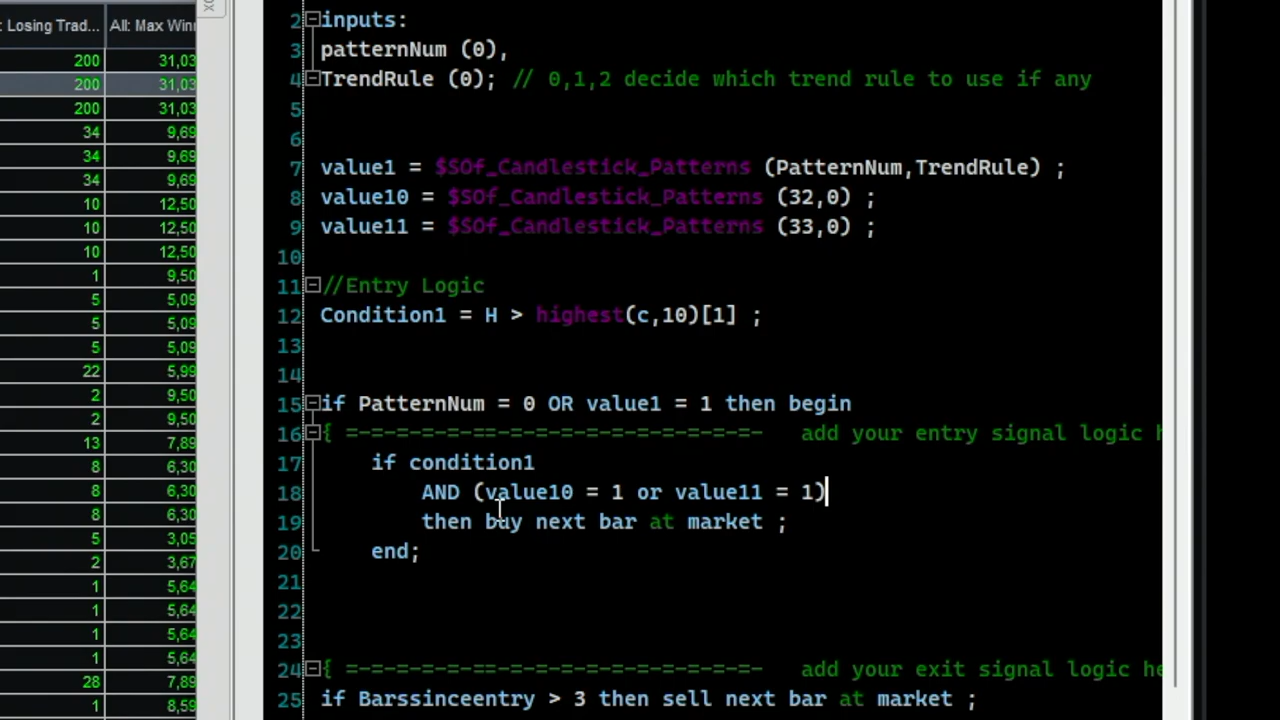 : Losing Trad... All: Max Winn
200 31,03
200 31,03
200 31,03
34 9,69
34 9,69
34 9,69
10 12,50
10 12,50
10 12,50
1 9,50
5 5,09
5 5,09
5 5,09
22 5,99
2 9,50
2 9,50
13 7,89
8 6,30
8 6,30
8 6,30
5 3,05
2 3,67
1 5,64
1 5,64
1 5,64
1 5,64
28 7,89
1 8,59
2 inputs:
3 patternNum (0),
4 TrendRule (0); // 0,1,2 decide which trend rule to use if any
5
6
7 value1 = $SOf_Candlestick_Patterns (PatternNum,TrendRule) ;
8 value10 = $SOf_Candlestick_Patterns (32,0) ;
9 value11 = $SOf_Candlestick_Patterns (33,0) ;
10
11 //Entry Logic
12 Condition1 = H > highest(c,10)[1] ;
13
14
15 if PatternNum = 0 OR value1 = 1 then begin
16 { =-=-=-=-=-==-=-=-=-=-=-=-=-=-=-=- add your entry signal logic h
17 if condition1
18 AND (value10 = 1 or value11 = 1)
19 then buy next bar at market ;
20 end;
21
22
23
24 { =-=-=-=-=-==-=-=-=-=-=-=-=-=-=-=- add your exit signal logic he
25 if Barssinceentry > 3 then sell next bar at market ;